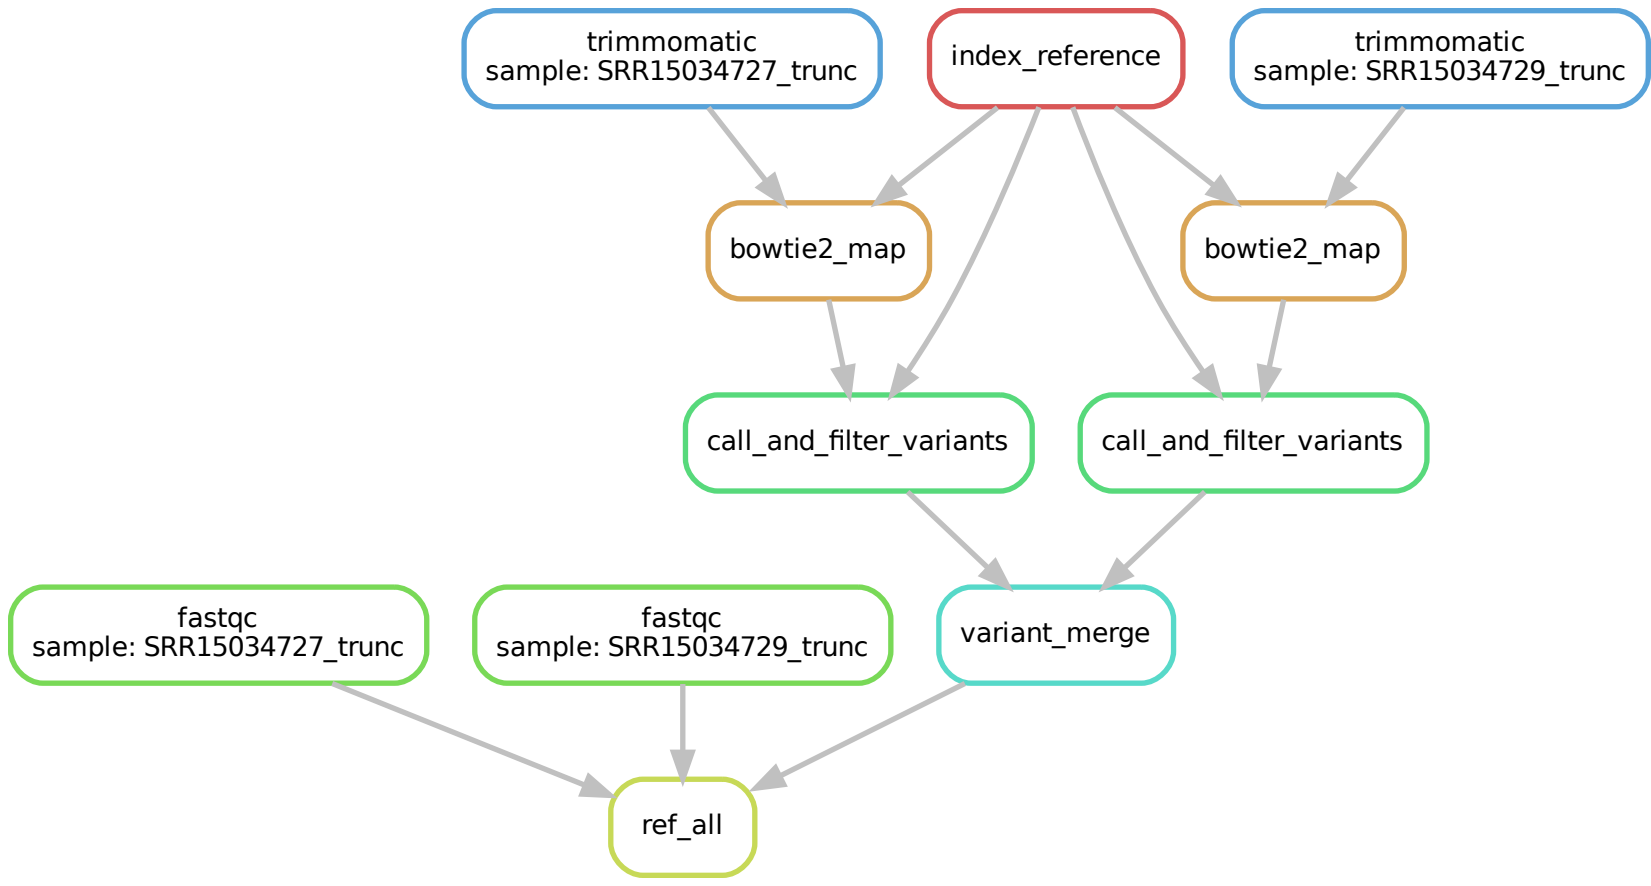 trimmomatic
sample: SRR15034727_trunc
index_reference
trimmomatic
sample: SRR15034729_trunc
bowtie2_map
bowtie2_map
call_and_filter_variants
call_and_filter_variants
fastqc
sample: SRR15034727_trunc
fastqc
sample: SRR15034729_trunc
variant_merge
ref_all